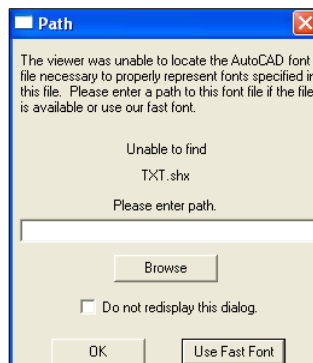 Path
The viewer was unable to locate the AutoCAD font
file necessary to properly represent fonts specified in
this file. Please enter a path to this font file if the file
is available or use our fast font.
Unable to find
TXT.shx
Please enter path.
Browse
Do not redisplay this dialog.
OK
Use Fast Font